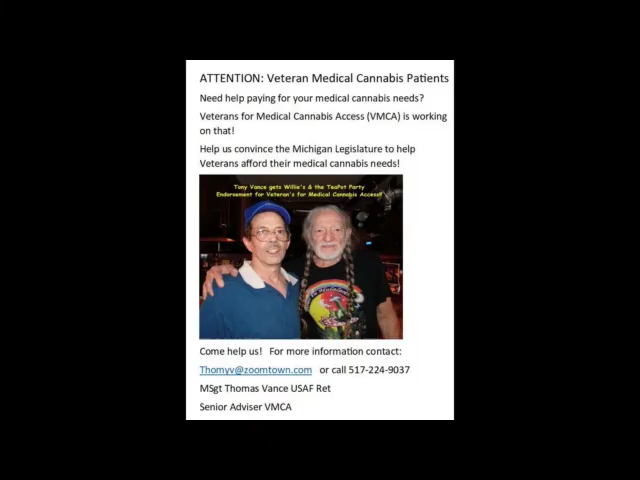 ATTENTION: Veteran Medical Cannabis Patients
Need help paying for your medical cannabis needs?
Veterans for Medical Cannabis Access (VMCA) is working
on that!
Help us convince the Michigan Legislature to help
Veterans afford their medical cannabis needs!
Tony Vance gets Willie's & the TeaPot Party
Endorsement for Veteran's for Medical Cannabis Access!!
Come help us! For more information contact:
Thomyv@zoomtown.com or call 517-224-9037
MSgt Thomas Vance USAF Ret
Senior Adviser VMCA